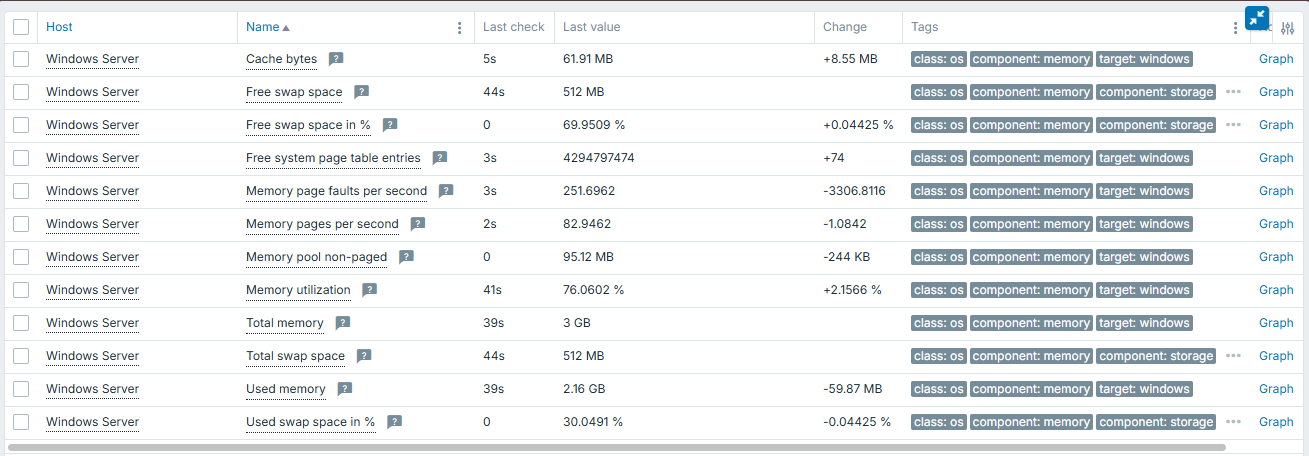 Host Name Last check Last value Change Tags
Windows Server Cache bytes ? 5s 61.91 MB +8.55 MB class: os component: memory target: windows Graph
Windows Server Free swap space ? 44s 512 MB class: os component: memory component: storage ••• Graph
Windows Server Free swap space in % ? 0 69.9509 % +0.04425 % class: os component: memory component: storage ••• Graph
Windows Server Free system page table entries ? 3s 4294797474 +74 class: os component: memory target: windows Graph
Windows Server Memory page faults per second ? 3s 251.6962 -3306.8116 class: os component: memory target: windows Graph
Windows Server Memory pages per second ? 2s 82.9462 -1.0842 class: os component: memory target: windows Graph
Windows Server Memory pool non-paged ? 0 95.12 MB -244 KB class: os component: memory target: windows Graph
Windows Server Memory utilization ? 41s 76.0602 % +2.1566 % class: os component: memory target: windows Graph
Windows Server Total memory ? 39s 3 GB class: os component: memory target: windows Graph
Windows Server Total swap space ? 44s 512 MB class: os component: memory component: storage ••• Graph
Windows Server Used memory ? 39s 2.16 GB -59.87 MB class: os component: memory target: windows Graph
Windows Server Used swap space in % ? 0 30.0491 % -0.04425 % class: os component: memory component: storage ••• Graph